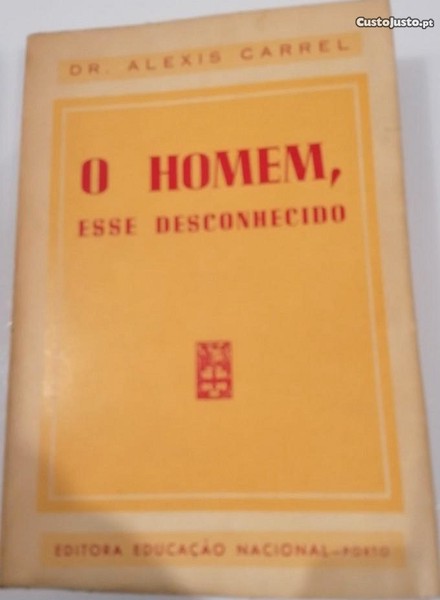 CustoJusto.pt
DR. ALEXIS CARREL
O HOMEM,
ESSE DESCONHECIDO
EDITORA EDUCAÇÃO NACIONAL-PORTO